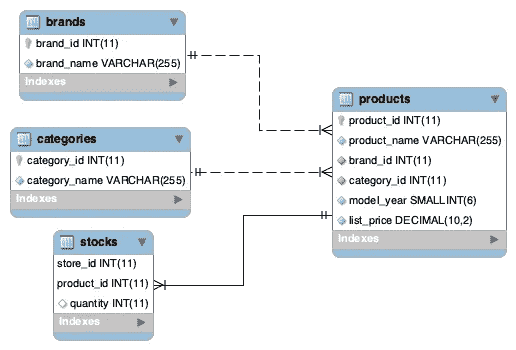 brands
brand_id INT(11)
brand_name VARCHAR(255)
Indexes
categories
category_id INT(11)
category_name VARCHAR(255)
Indexes
stocks
store_id INT(11)
product_id INT(11)
quantity INT(11)
Indexes
products
product_id INT(11)
product_name VARCHAR(255)
brand_id INT(11)
category_id INT(11)
model_year SMALLINT(6)
list_price DECIMAL(10,2)
Indexes